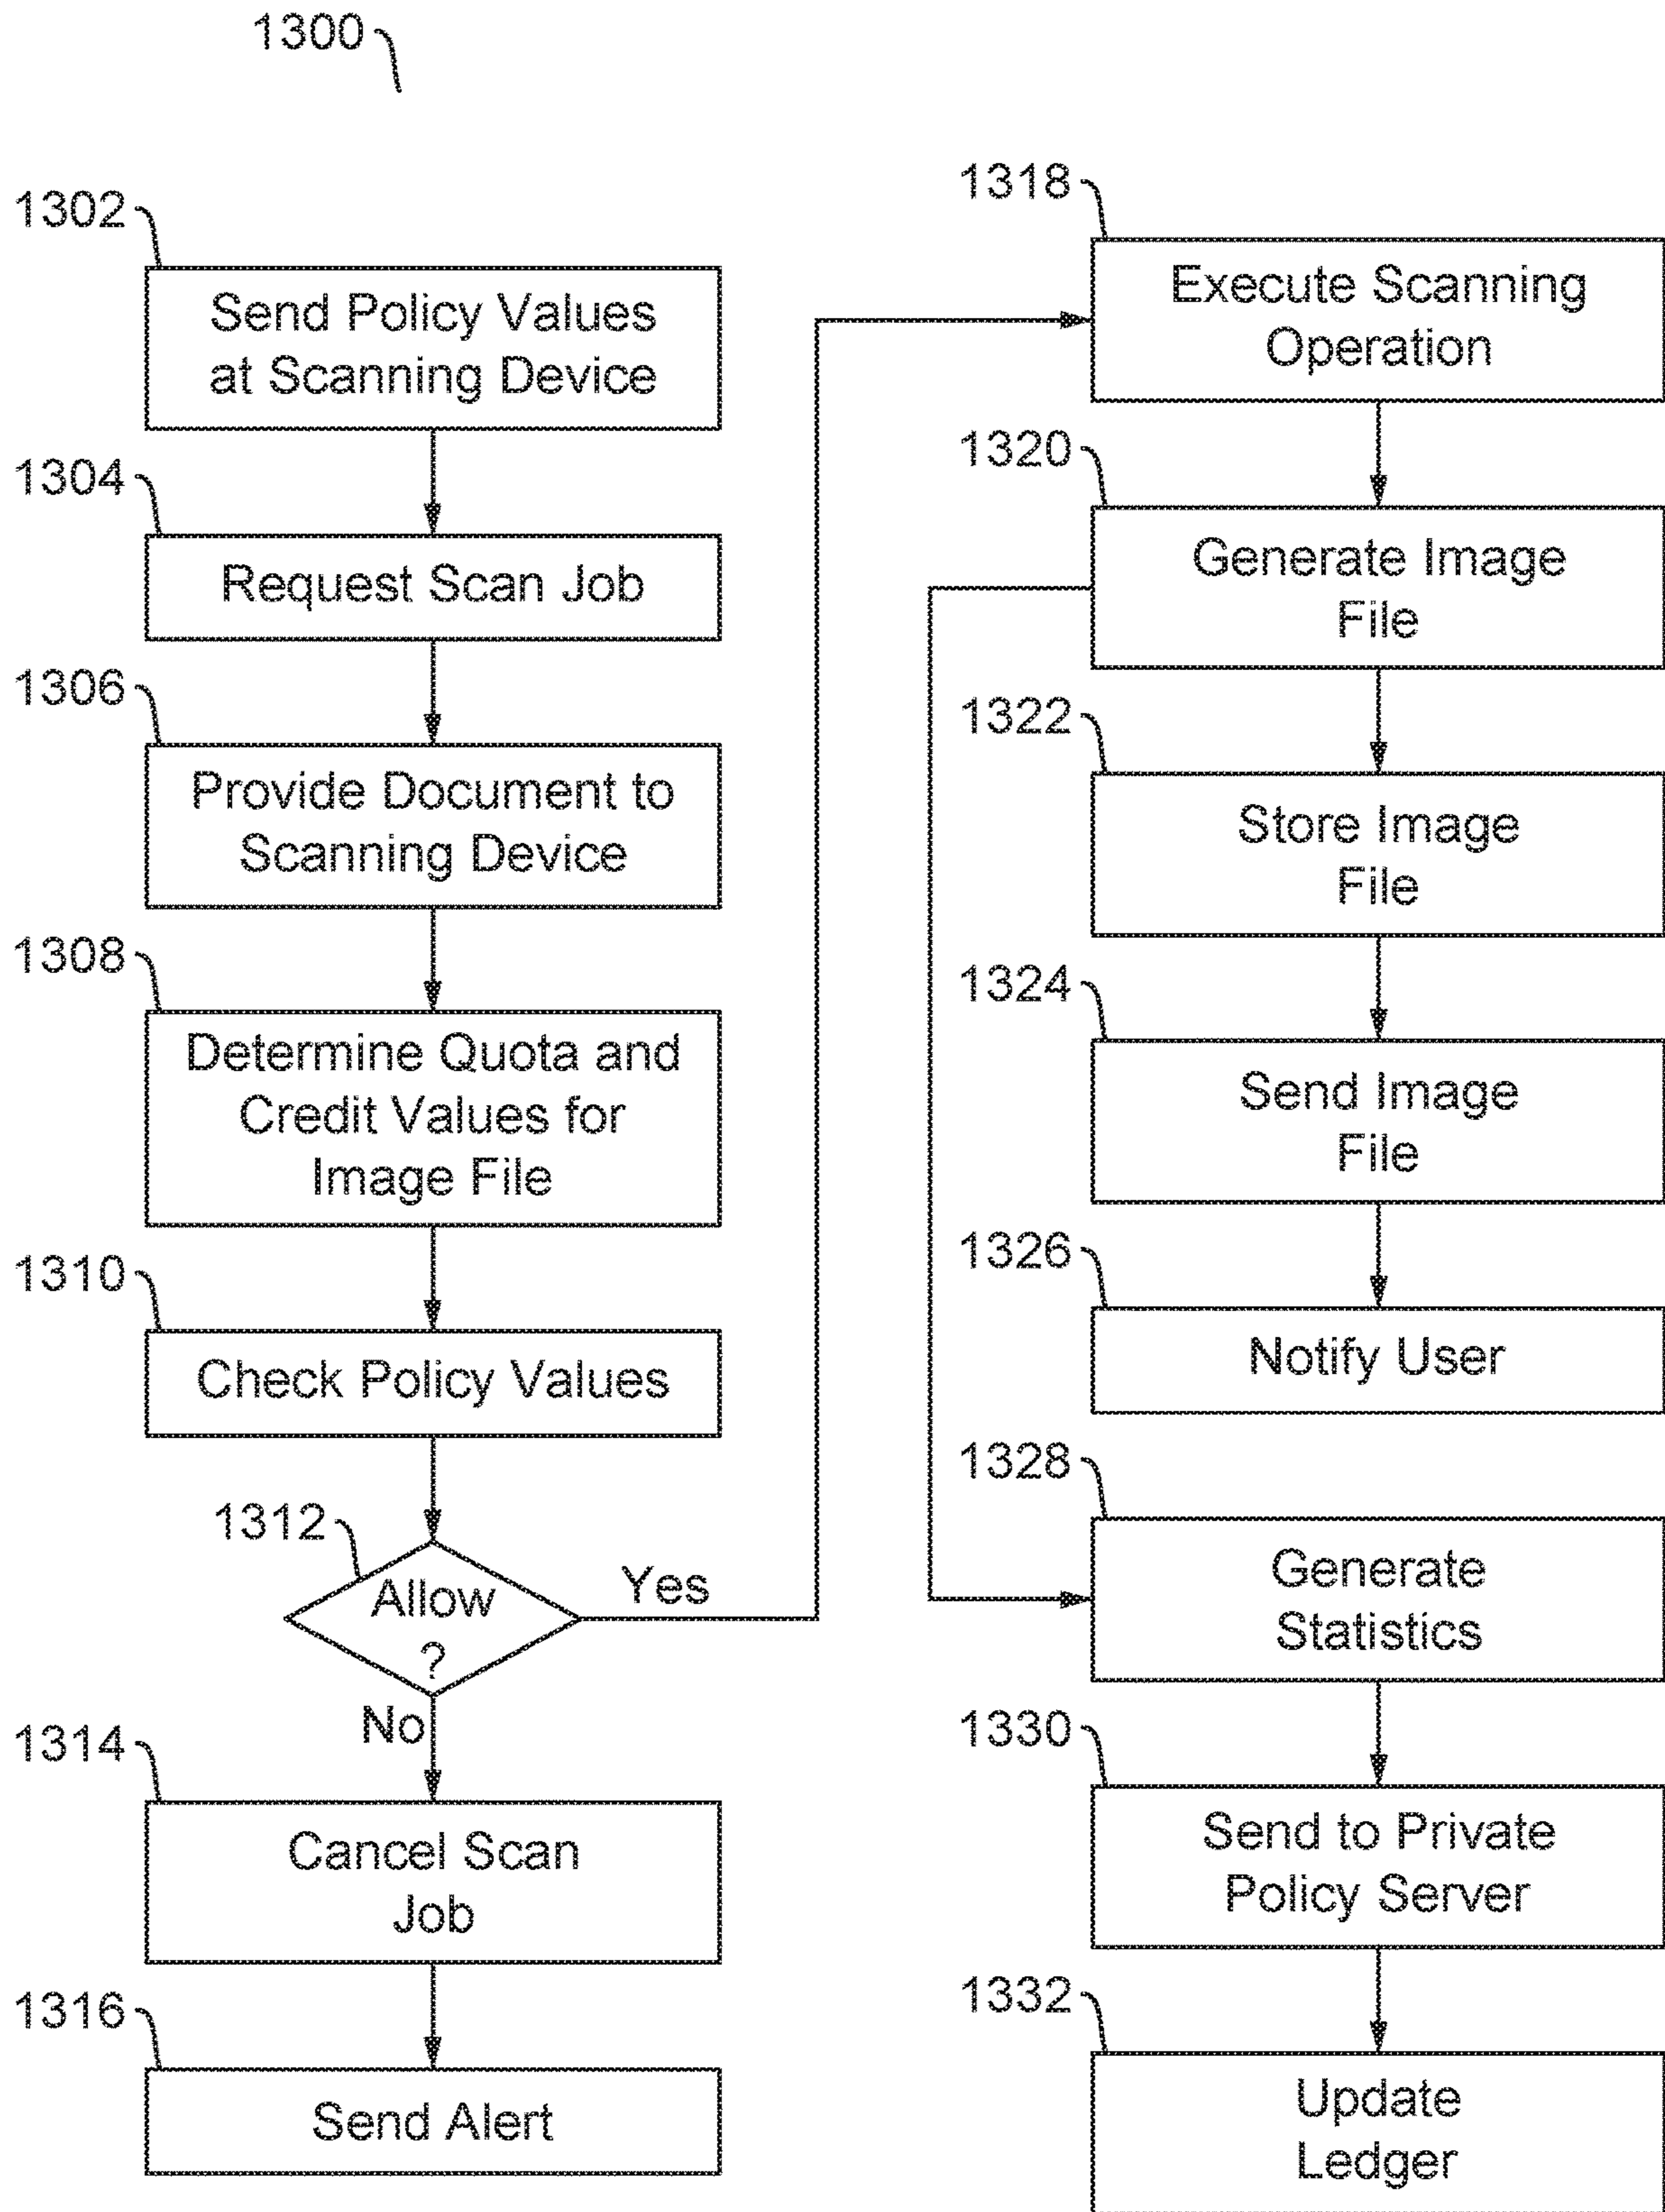 1300
1302
Send Policy Values
at Scanning Device
1304
Request Scan Job
1306
Provide Document to
Scanning Device
1308
Determine Quota and
Credit Values for
Image File
1310
Check Policy Values
1312
Allow
?
Yes
No
1314
Cancel Scan
Job
1316
Send Alert
1318
Execute Scanning
Operation
1320
Generate Image
File
1322
Store Image
File
1324
Send Image
File
1326
Notify User
1328
Generate
Statistics
1330
Send to Private
Policy Server
1332
Update
Ledger